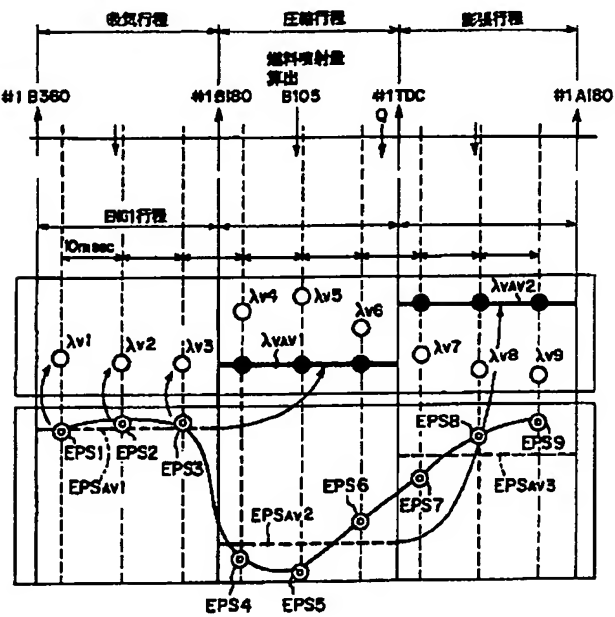 吸気行程 圧縮行程 膨張行程
燃料噴射量
算出
#1 B360 #1 B180 B105 #1 TDC #1 A180
Q
ENG1行程
10msec
λv1 λv2 λv3 λv4 λv5 λv6 λVAV1 λVAV2 λv7 λv8 λv9
EPS1 EPS2 EPS3 EPSAV1
EPS4 EPS5 EPS6 EPSAV2
EPS7 EPS8 EPS9 EPSAV3